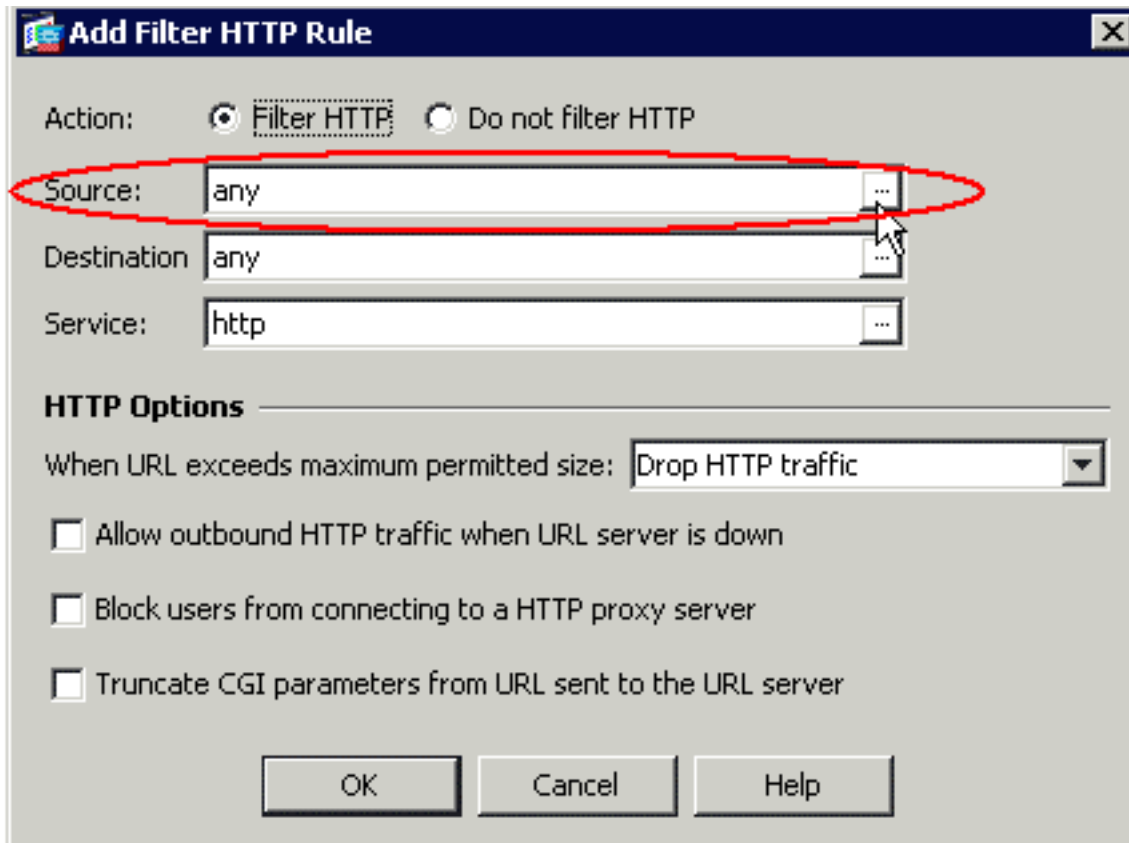 Add Filter HTTP Rule
Action: Filter HTTP Do not filter HTTP
Source: any ...
Destination any ...
Service: http ...
HTTP Options
When URL exceeds maximum permitted size: Drop HTTP traffic
Allow outbound HTTP traffic when URL server is down
Block users from connecting to a HTTP proxy server
Truncate CGI parameters from URL sent to the URL server
OK Cancel Help